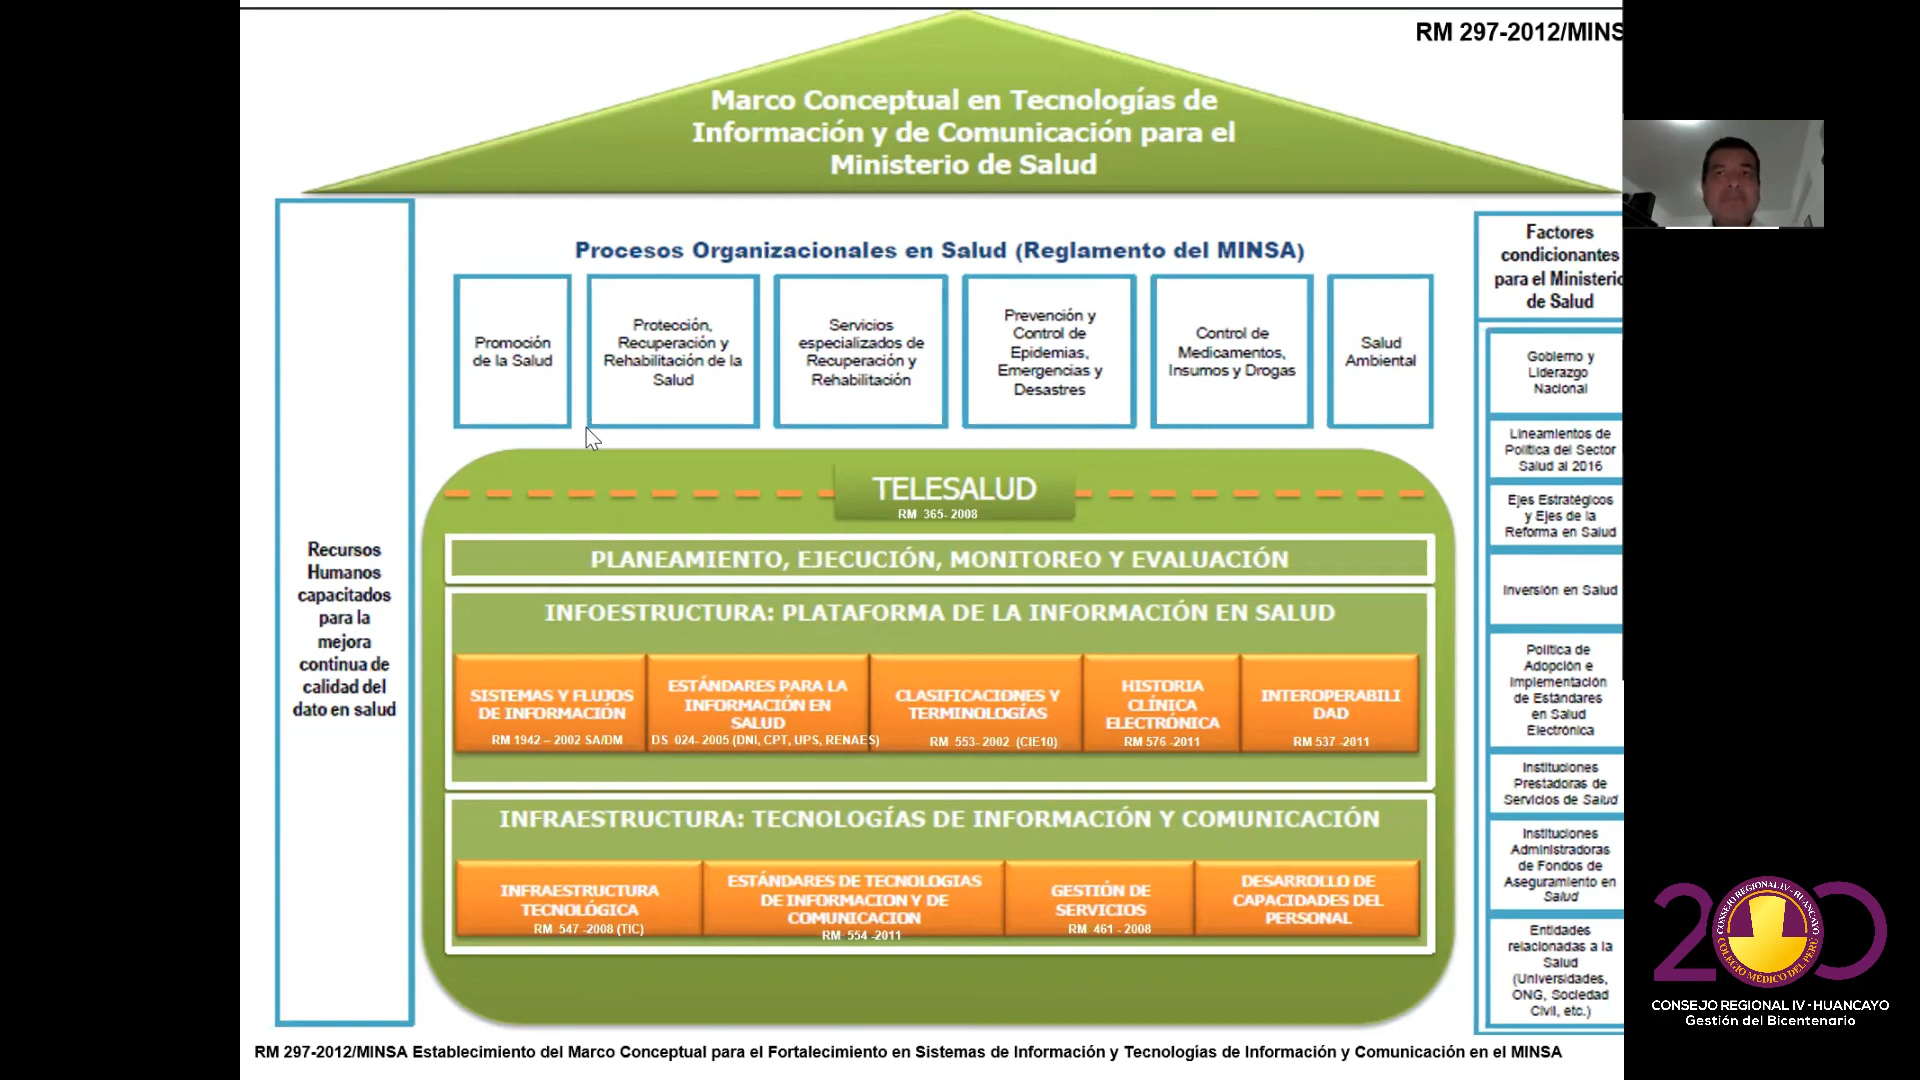 RM 297-2012/MINS
Marco Conceptual en Tecnologías de
Información y de Comunicación para el
Ministerio de Salud
Procesos Organizacionales en Salud (Reglamento del MINSA)
Promoción
de la Salud
Protección,
Recuperación y
Rehabilitación de la
Salud
Servicios
especializados de
Recuperación y
Rehabilitación
Prevención y
Control de
Epidemias,
Emergencias y
Desastres
Control de
Medicamentos,
Insumos y Drogas
Salud
Ambiental
Recursos
Humanos
capacitados
para la
mejora
continua de
calidad del
dato en salud
TELESALUD
RM 365- 2008
PLANEAMIENTO, EJECUCIÓN, MONITOREO Y EVALUACIÓN
INFOESTRUCTURA: PLATAFORMA DE LA INFORMACIÓN EN SALUD
SISTEMAS Y FLUJOS
DE INFORMACIÓN
RM 1942 – 2002 SA/DM
ESTÁNDARES PARA LA
INFORMACIÓN EN
SALUD
DS 024- 2005 (DNI, CPT, UPS, RENAES)
CLASIFICACIONES Y
TERMINOLOGÍAS
RM 553- 2002 (CIE10)
HISTORIA
CLÍNICA
ELECTRÓNICA
RM 576 -2011
INTEROPERABILI
DAD
RM 537 -2011
INFRAESTRUCTURA: TECNOLOGÍAS DE INFORMACIÓN Y COMUNICACIÓN
INFRAESTRUCTURA
TECNOLÓGICA
RM 547 -2008 (TIC)
ESTÁNDARES DE TECNOLOGIAS
DE INFORMACION Y DE
COMUNICACION
RM 554 -2011
GESTIÓN DE
SERVICIOS
RM 461 - 2008
DESARROLLO DE
CAPACIDADES DEL
PERSONAL
Factores
condicionantes
para el Ministerio
de Salud
Gobierno y
Liderazgo
Nacional
Lineamientos de
Política del Sector
Salud al 2016
Ejes Estratégicos
y Ejes de la
Reforma en Salud
Inversión en Salud
Política de
Adopción e
Implementación
de Estándares
en Salud
Electrónica
Instituciones
Prestadoras de
Servicios de Salud
Instituciones
Administradoras
de Fondos de
Aseguramiento en
Salud
Entidades
relacionadas a la
Salud
(Universidades,
ONG, Sociedad
Civil, etc.)
RM 297-2012/MINSA Establecimiento del Marco Conceptual para el Fortalecimiento en Sistemas de Información y Tecnologías de Información y Comunicación en el MINSA
200
CONSEJO REGIONAL IV - HUANCAYO
COLEGIO MÉDICO DEL PERÚ
CONSEJO REGIONAL IV - HUANCAYO
Gestión del Bicentenario